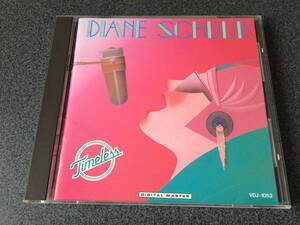 DIANE SCHUUR
Timeless
DIGITAL MASTER
VDJ-1053